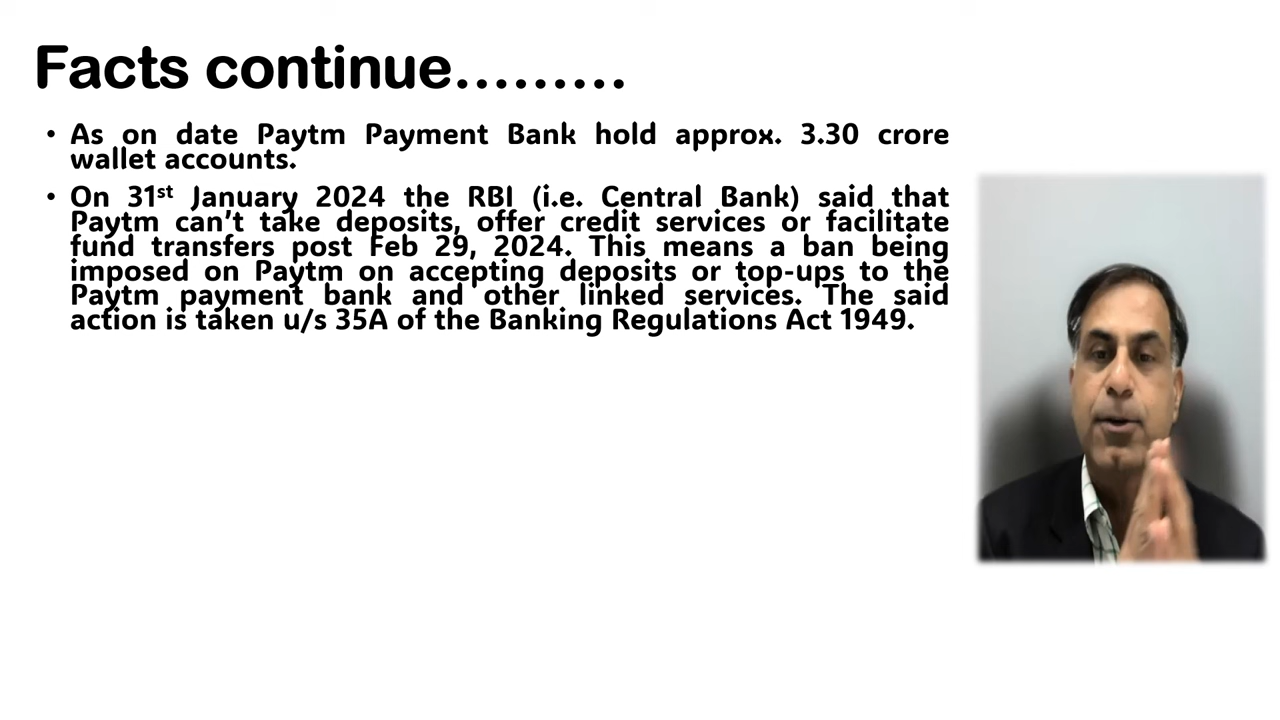 Facts continue.........
• As on date Paytm Payment Bank hold approx. 3.30 crore
wallet accounts.
• On 31st January 2024 the RBI (i.e. Central Bank) said that
Paytm can’t take deposits, offer credit services or facilitate
fund transfers post Feb 29, 2024. This means a ban being
imposed on Paytm on accepting deposits or top-ups to the
Paytm payment bank and other linked services. The said
action is taken u/s 35A of the Banking Regulations Act 1949.